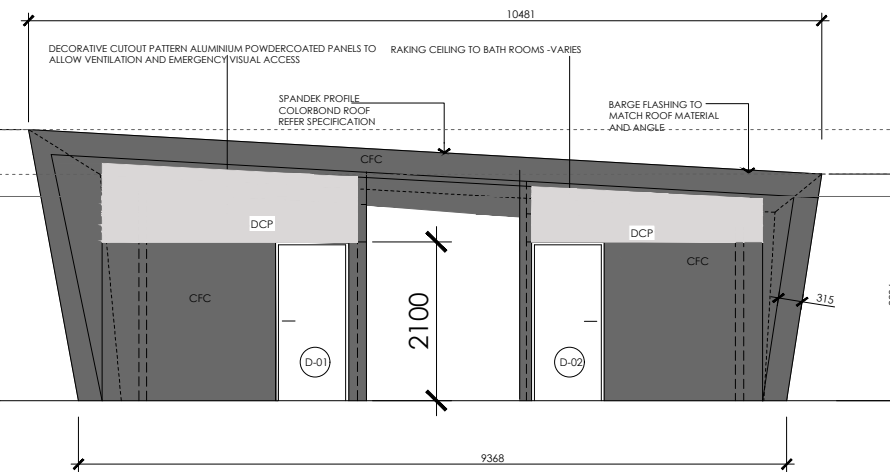 10481
DECORATIVE CUTOUT PATTERN ALUMINIUM POWDERCOATED PANELS TO
ALLOW VENTILATION AND EMERGENCY VISUAL ACCESS
RAKING CEILING TO BATH ROOMS -VARIES
SPANDEK PROFILE
COLORBOND ROOF
REFER SPECIFICATION
BARGE FLASHING TO
MATCH ROOF MATERIAL
AND ANGLE
CFC
DCP
DCP
CFC
CFC
315
2100
D-01
D-02
9368